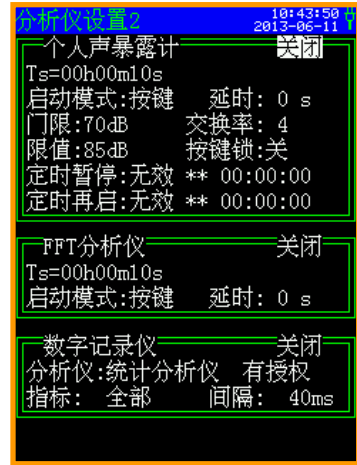 分析仪设置2 10:43:50
2013-06-11
个人声暴露计 关闭
Ts=00h00m10s
启动模式:按键 延时: 0 s
门限:70dB 交换率: 4
限值:85dB 按键锁:关
定时暂停:无效 ** 00:00:00
定时再启:无效 ** 00:00:00
FFT分析仪 关闭
Ts=00h00m10s
启动模式:按键 延时: 0 s
数字记录仪 关闭
分析仪:统计分析仪 有授权
指标: 全部 间隔: 40ms